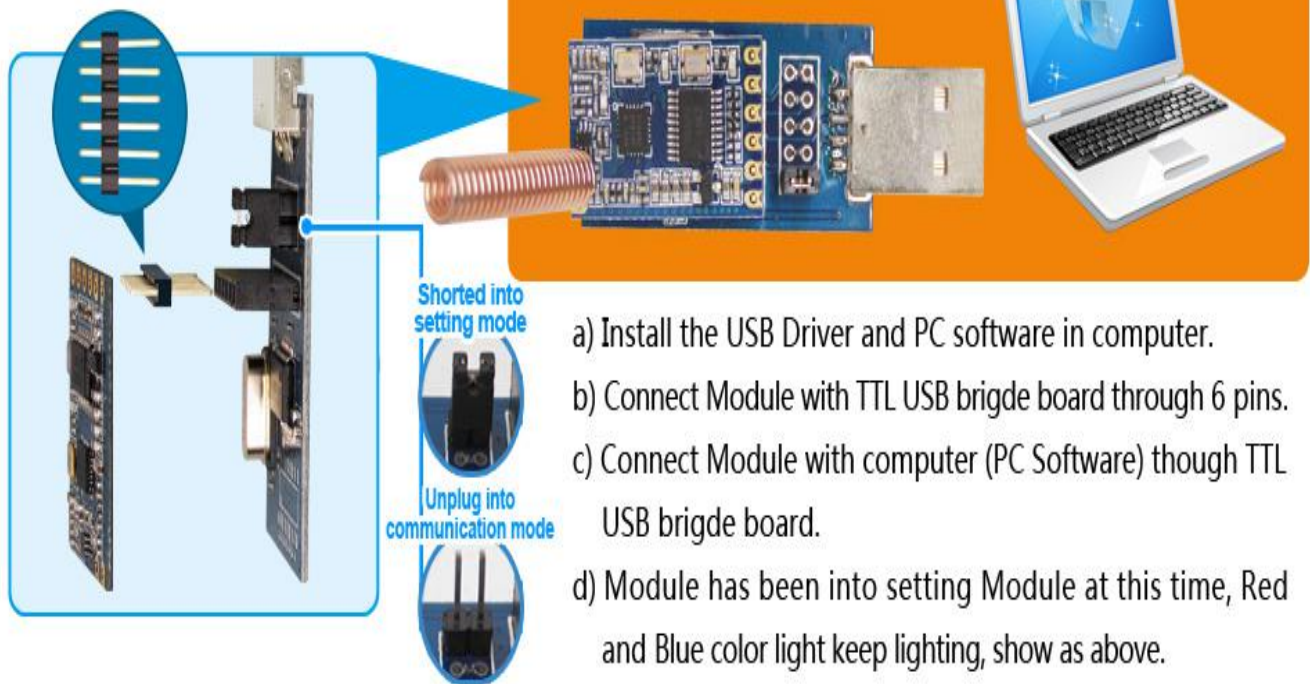 Shorted into
setting mode
Unplug into
communication mode
a) Install the USB Driver and PC software in computer.
b) Connect Module with TTL USB brigde board through 6 pins.
c) Connect Module with computer (PC Software) though TTL
USB brigde board.
d) Module has been into setting Module at this time, Red
and Blue color light keep lighting, show as above.